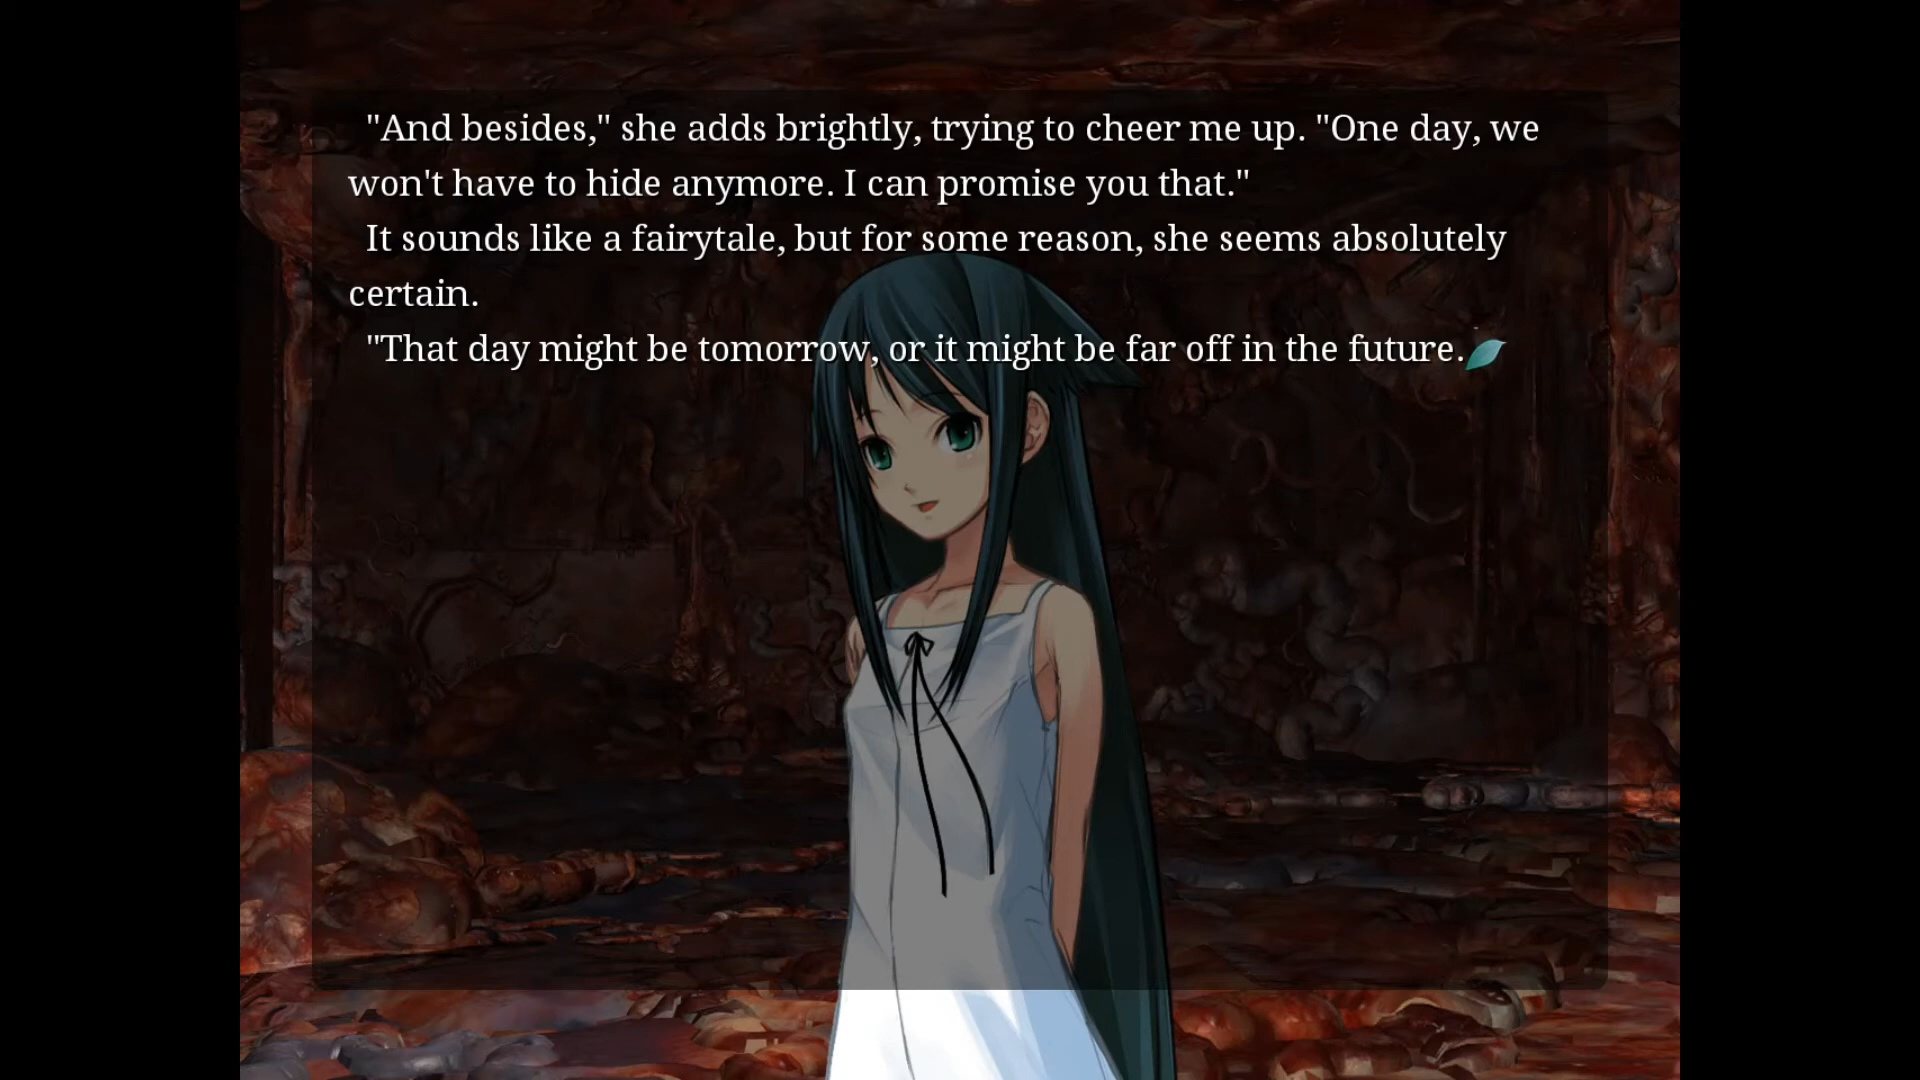 "And besides," she adds brightly, trying to cheer me up. "One day, we
won't have to hide anymore. I can promise you that."
It sounds like a fairytale, but for some reason, she seems absolutely
certain.
"That day might be tomorrow, or it might be far off in the future.